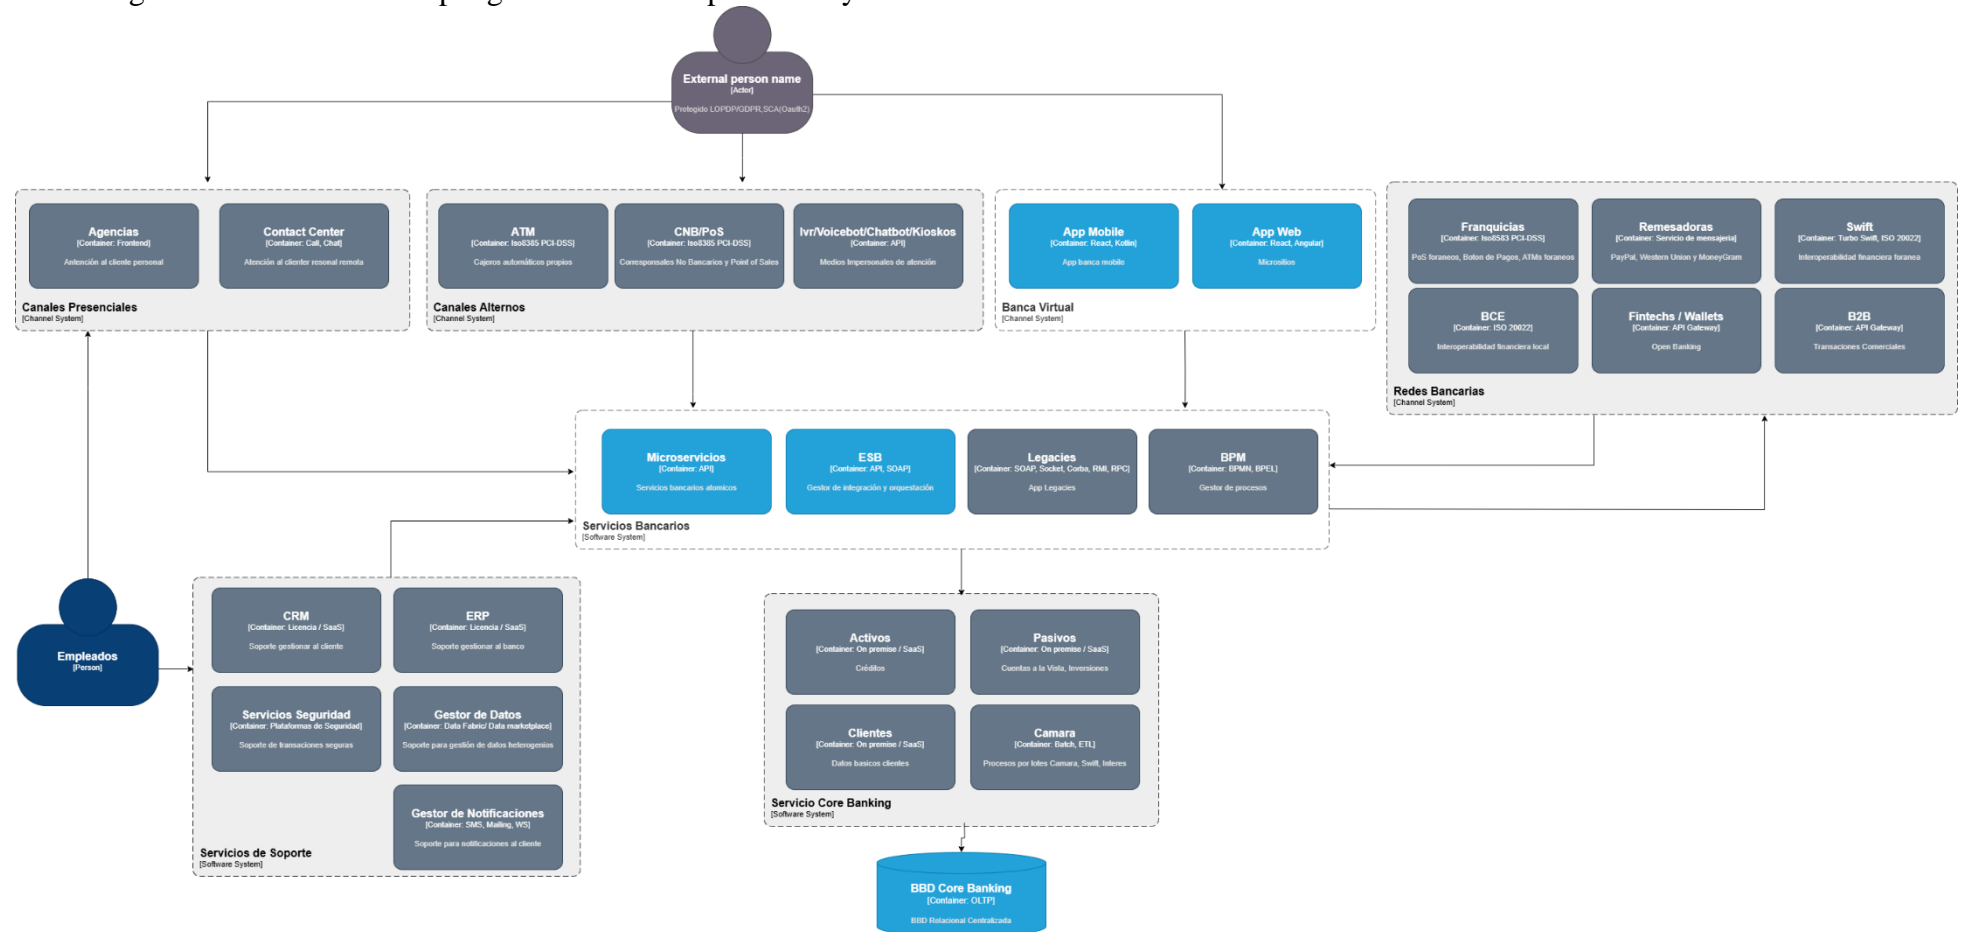 External person name
[Actor]
Protegido LOPDP/GDPR,SCA(Oauth2)
Agencias
[Container: Frontend]
Antención al cliente personal
Contact Center
[Container: Call, Chat]
Atención al clienter resonal remota
Canales Presenciales
[Channel System]
ATM
[Container: Iso8385 PCI-DSS]
Cajeros automáticos propios
CNB/PoS
[Container: Iso8385 PCI-DSS]
Corresponsales No Bancarios y Point of Sales
Ivr/Voicebot/Chatbot/Kioskos
[Container: API]
Medios Impersonales de atención
Canales Alternos
[Channel System]
App Mobile
[Container: React, Kotlin]
App banca mobile
App Web
[Container: React, Angular]
Micrositios
Banca Virtual
[Channel System]
Franquicias
[Container: Iso8583 PCI-DSS]
PoS foraneos, Boton de Pagos, ATMs foraneos
Remesadoras
[Container: Servicio de mensajeria]
PayPal, Western Union y MoneyGram
Swift
[Container: Turbo Swift, ISO 20022]
Interoperabilidad financiera foranea
BCE
[Container: ISO 20022]
Interoperabilidad financiera local
Fintechs / Wallets
[Container: API Gateway]
Open Banking
B2B
[Container: API Gateway]
Transaciones Comerciales
Redes Bancarias
[Channel System]
Microservicios
[Container: API]
Servicios bancarios atomicos
ESB
[Container: API, SOAP]
Gestor de integración y orquestación
Legacies
[Container: SOAP, Socket, Corba, RMI, RPC]
App Legacies
BPM
[Container: BPMN, BPEL]
Gestor de procesos
Servicios Bancarios
[Software System]
Empleados
[Person]
CRM
[Container: Licencia / SaaS]
Soporte gestionar al cliente
ERP
[Container: Licencia / SaaS]
Soporte gestionar al banco
Servicios Seguridad
[Container: Plataformas de Seguridad]
Soporte de transaciones seguras
Gestor de Datos
[Container: Data Fabric/ Data marketplace]
Soporte para gestión de datos heterogenios
Gestor de Notificaciones
[Container: SMS, Mailing, WS]
Soporte para notificaciones al cliente
Servicios de Soporte
[Software System]
Activos
[Container: On premise / SaaS]
Créditos
Pasivos
[Container: On premise / SaaS]
Cuentas a la Vista, Inversiones
Clientes
[Container: On premise / SaaS]
Datos basicos clientes
Camara
[Container: Batch, ETL]
Procesos por lotes Camara, Swift, Interes
Servicio Core Banking
[Software System]
BBD Core Banking
[Container: OLTP]
BBD Relacional Centralizada